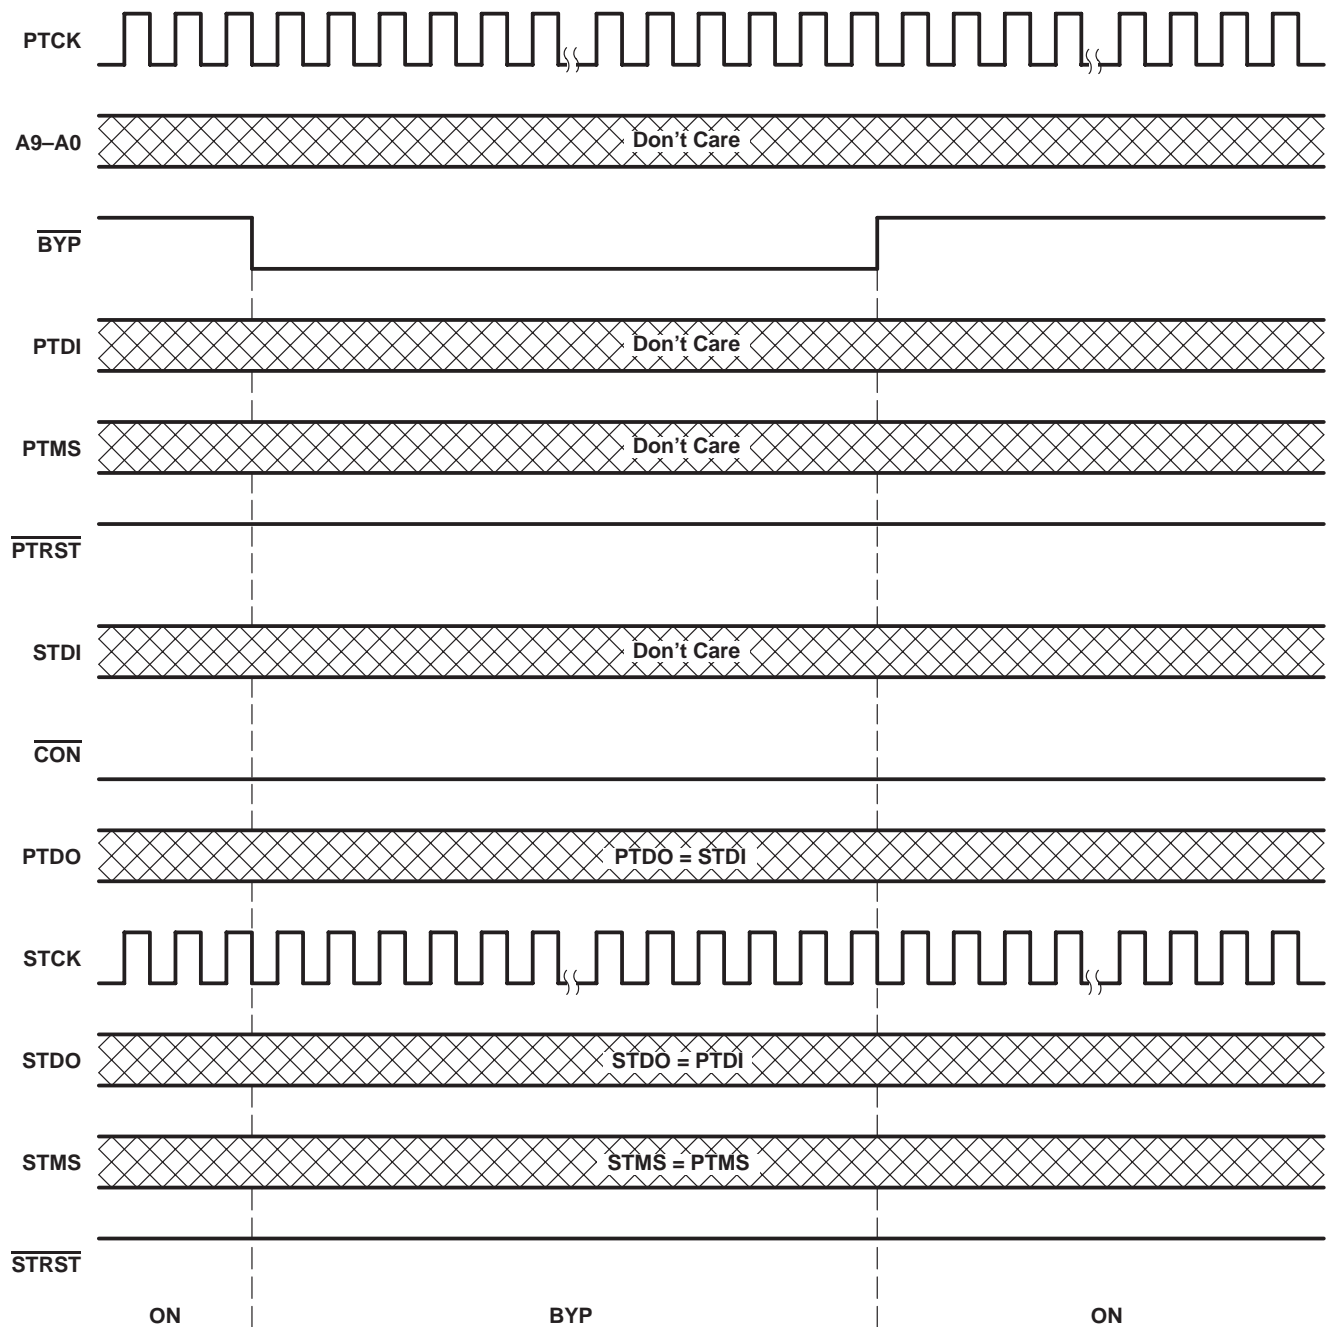 PTCK
A9–A0
Don't Care
BYP
PTDI
Don't Care
PTMS
Don't Care
PTRST
STDI
Don't Care
CON
PTDO
PTDO = STDI
STCK
STDO
STDO = PTDI
STMS
STMS = PTMS
STRST
ON
BYP
ON